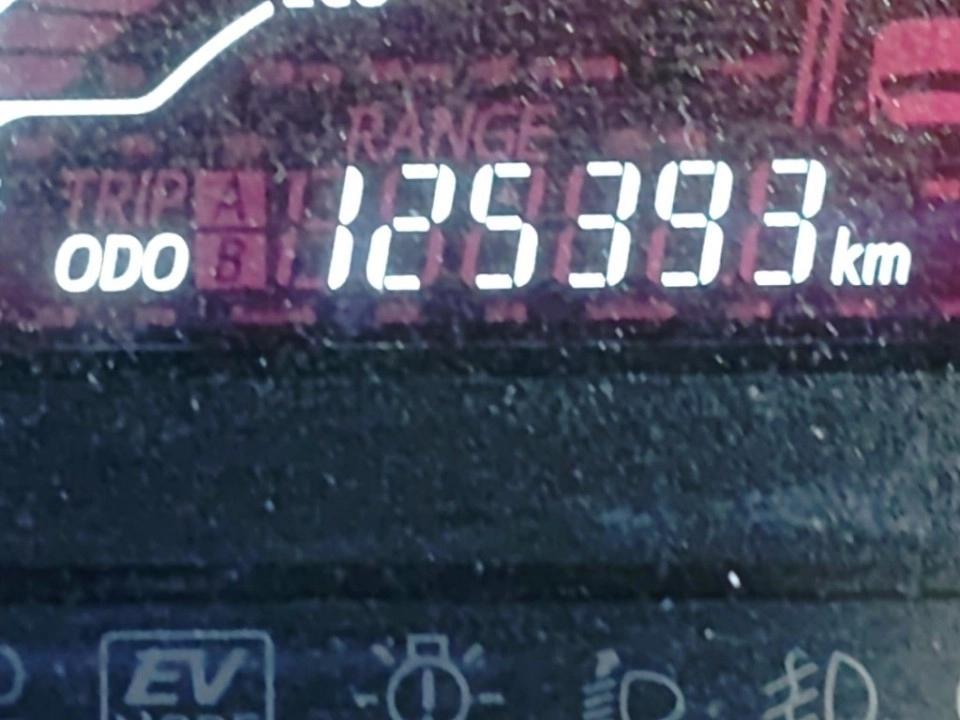 RANGE
TRIP A
ODO B 125393 km
EV